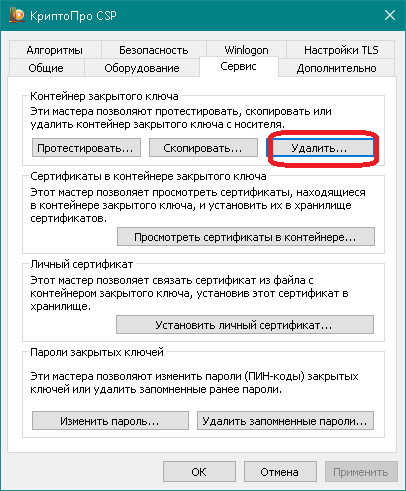 КриптоПро CSP
Алгоритмы Безопасность Winlogon Настройки TLS
Общие Оборудование Сервис Дополнительно
Контейнер закрытого ключа
Эти мастера позволяют протестировать, скопировать или
удалить контейнер закрытого ключа с носителя.
Протестировать... Скопировать... Удалить...
Сертификаты в контейнере закрытого ключа
Этот мастер позволяет просмотреть сертификаты, находящиеся
в контейнере закрытого ключа, и установить их в хранилище
сертификатов.
Просмотреть сертификаты в контейнере...
Личный сертификат
Этот мастер позволяет связать сертификат из файла с
контейнером закрытого ключа, установив этот сертификат в
хранилище.
Установить личный сертификат...
Пароли закрытых ключей
Эти мастера позволяют изменить пароли (ПИН-коды) закрытых
ключей или удалить запомненные ранее пароли.
Изменить пароль... Удалить запомненные пароли...
ОК Отмена Применить